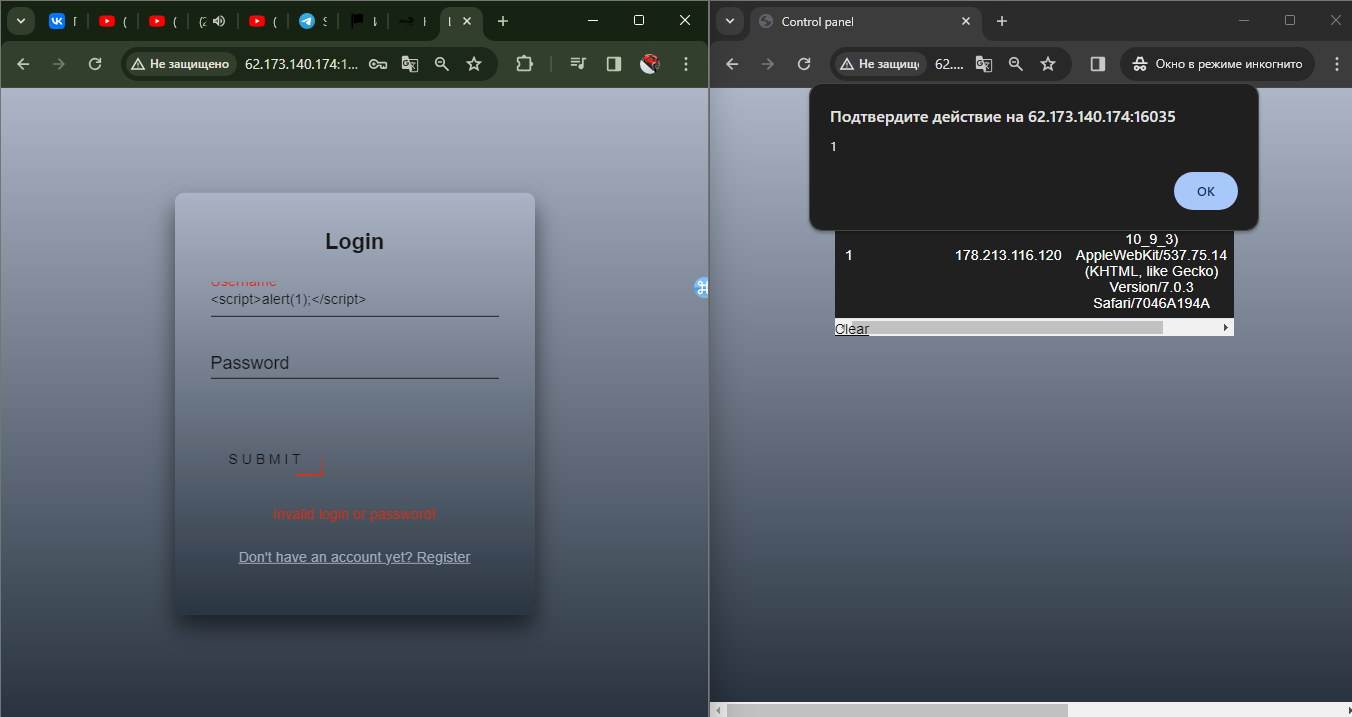 Control panel
Не защищено
62.173.140.174:1...
Не защищ
62....
Окно в режиме инкогнито
Подтвердите действие на 62.173.140.174:16035
1
OK
Login
Username
<script>alert(1);</script>
Password
SUBMIT
Invalid login or password!
Don't have an account yet? Register
10_9_3)
1 178.213.116.120 AppleWebKit/537.75.14
(KHTML, like Gecko)
Version/7.0.3
Safari/7046A194A
Clear